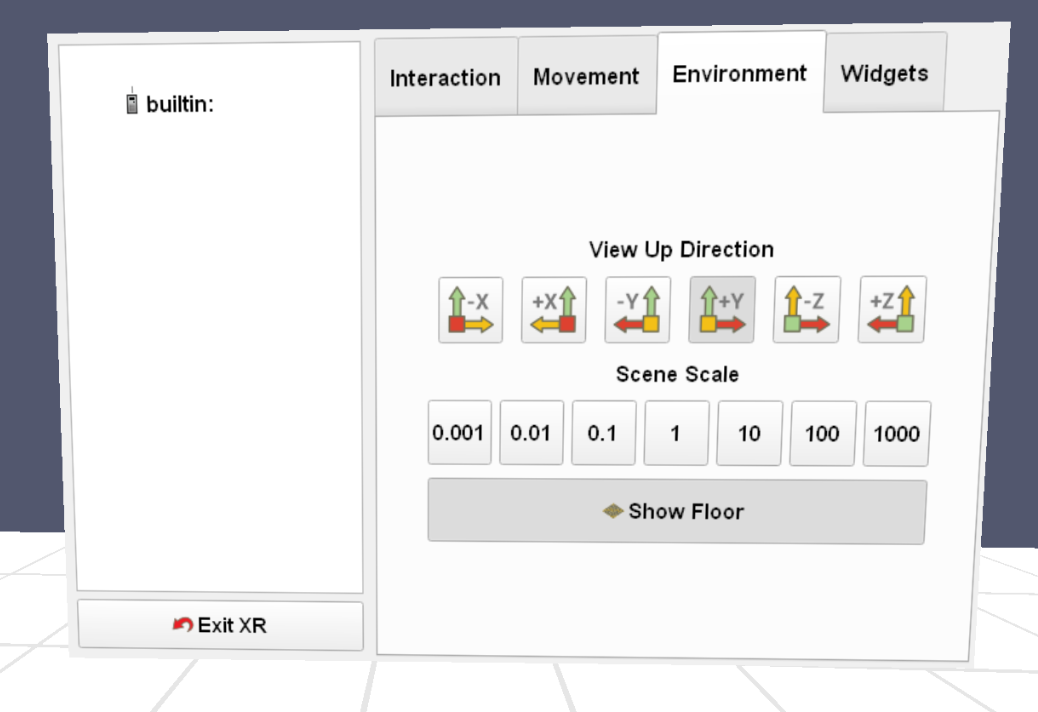 builtin:
Exit XR
Interaction Movement Environment Widgets
View Up Direction
-X +X -Y +Y -Z +Z
Scene Scale
0.001 0.01 0.1 1 10 100 1000
Show Floor